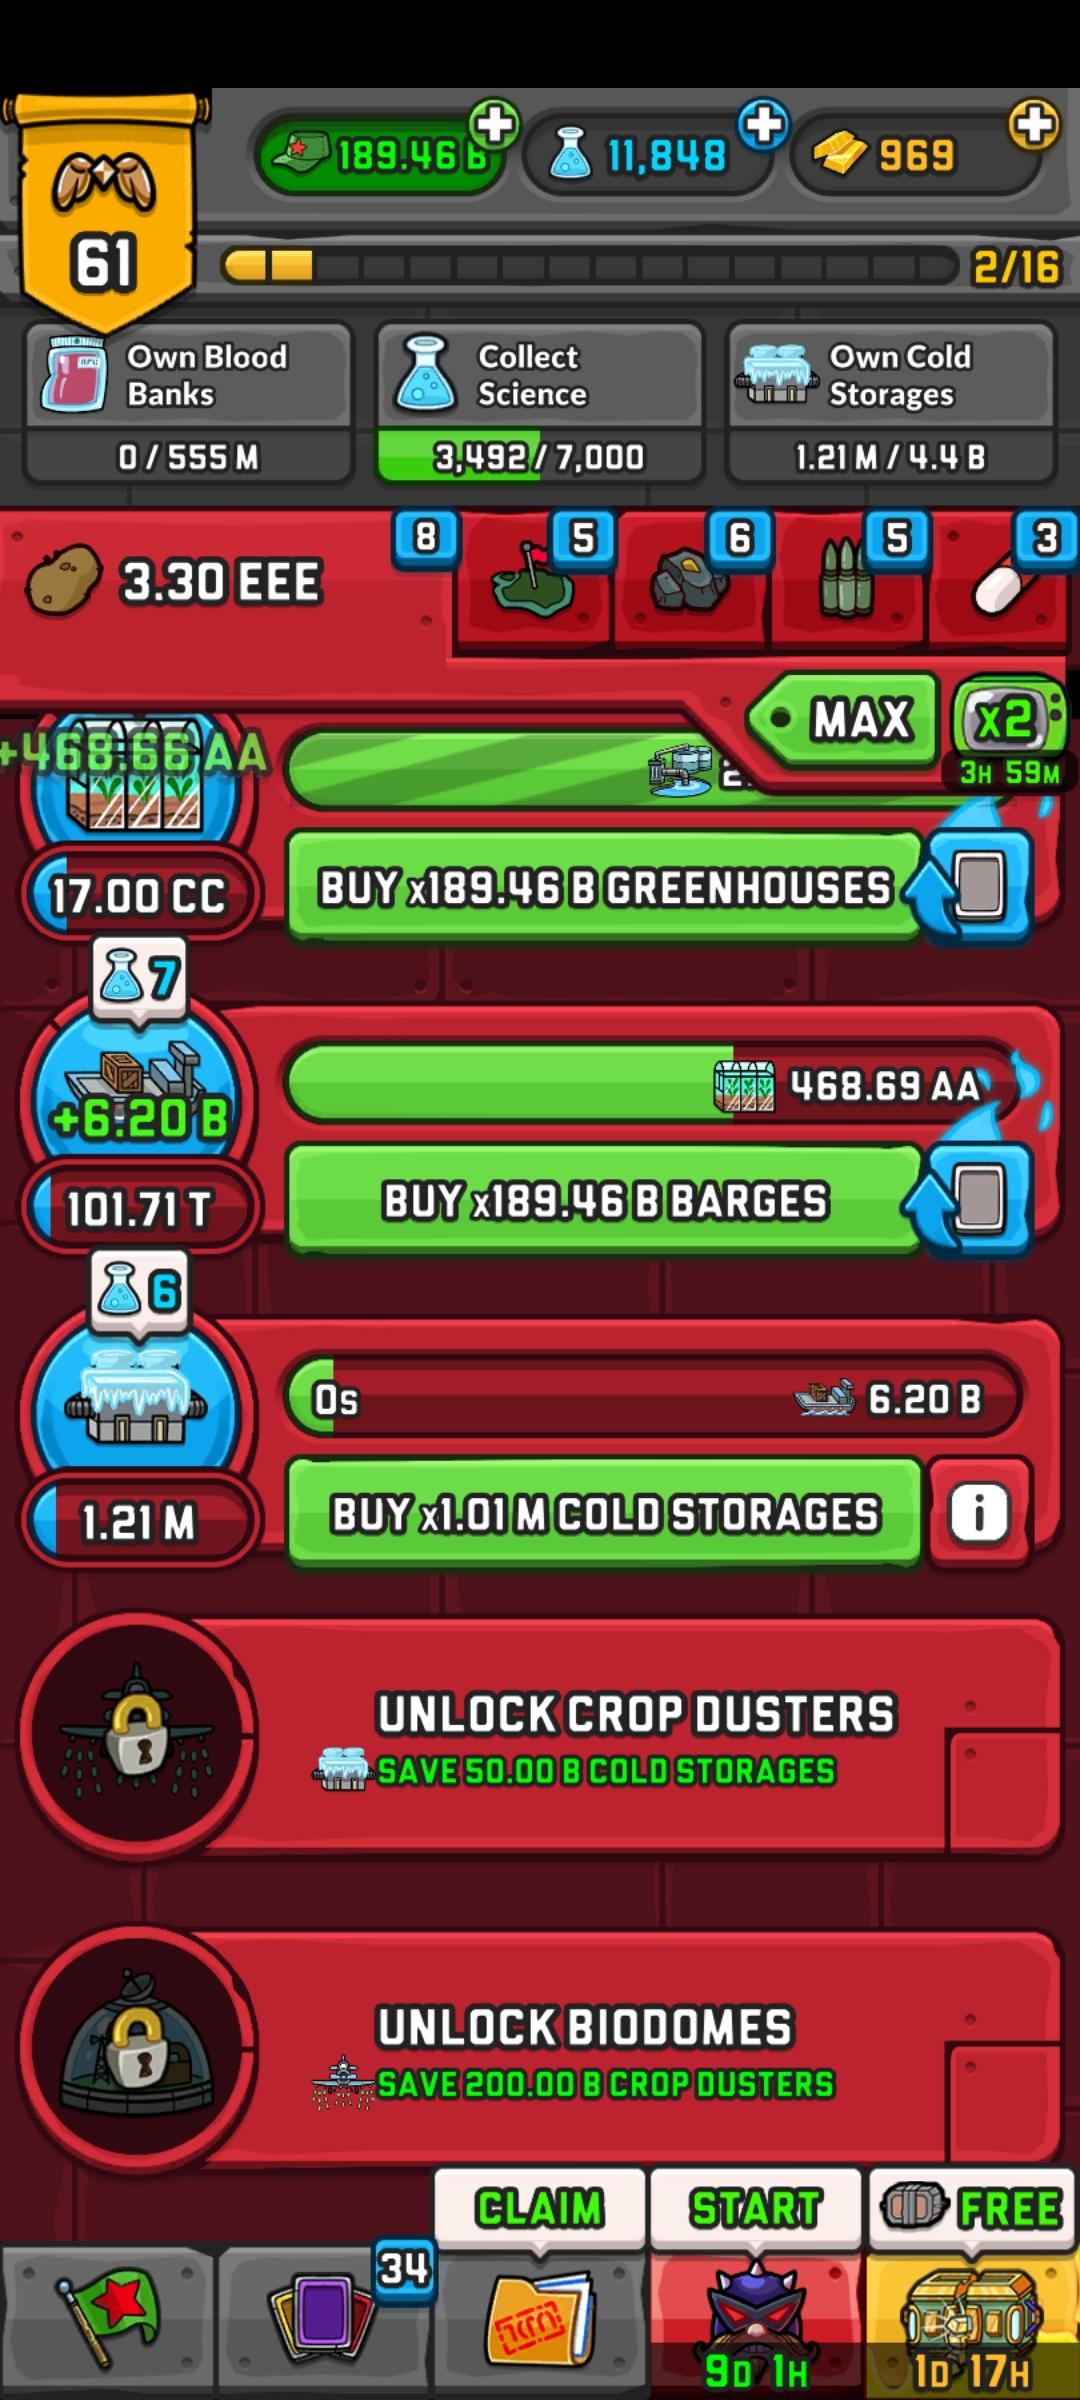 189.46 B
11,848
969
61
2/16
Own Blood Banks
0 / 555 M
Collect Science
3,492 / 7,000
Own Cold Storages
1.21 M / 4.4 B
3.30 EEE
8
5
6
5
3
MAX
x2
3H 59M
+468.66 AA
17.00 CC
BUY x189.46 B GREENHOUSES
7
+6.20 B
468.69 AA
101.71 T
BUY x189.46 B BARGES
6
0s
6.20 B
1.21 M
BUY x1.01 M COLD STORAGES
i
UNLOCK CROP DUSTERS
SAVE 50.00 B COLD STORAGES
UNLOCK BIODOMES
SAVE 200.00 B CROP DUSTERS
CLAIM
START
FREE
34
9D 1H
1D 17H